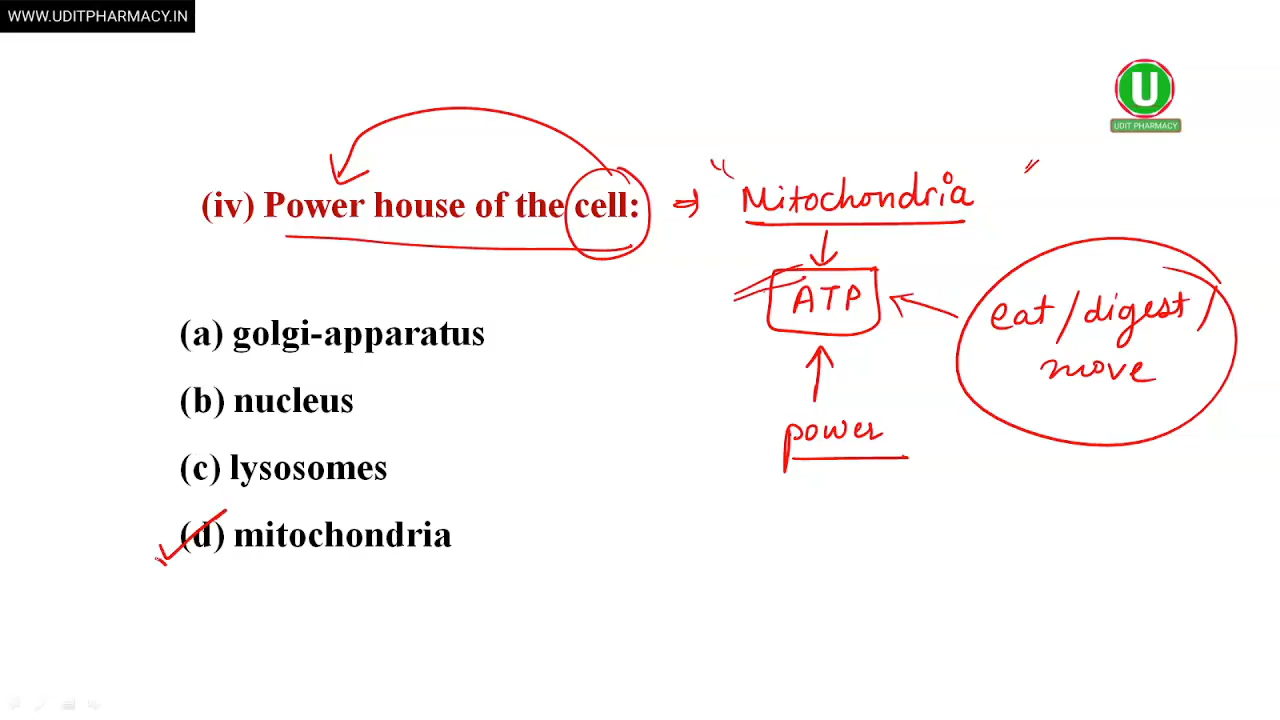 WWW.UDITPHARMACY.IN
U
UDIT PHARMACY
(iv) Power house of the cell: ⇒ "Mitochondria"
ATP
eat/digest/
move
power
(a) golgi-apparatus
(b) nucleus
(c) lysosomes
(d) mitochondria